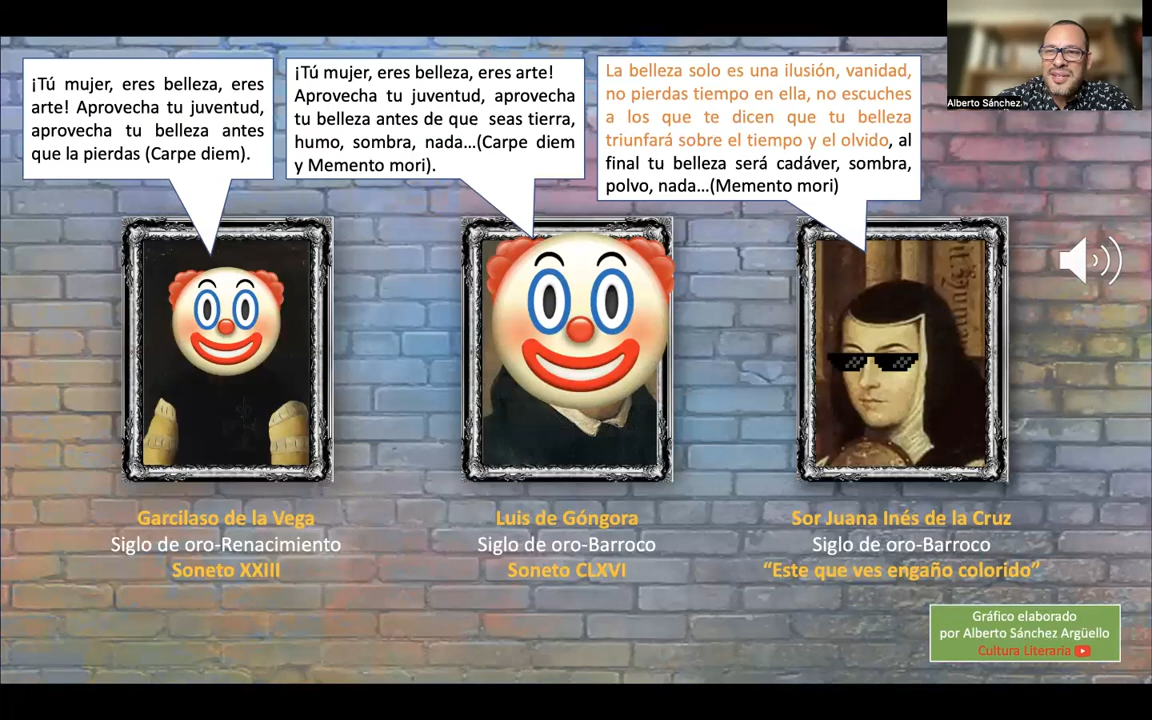 ¡Tú mujer, eres belleza, eres
arte! Aprovecha tu juventud,
aprovecha tu belleza antes
que la pierdas (Carpe diem).
¡Tú mujer, eres belleza, eres arte!
Aprovecha tu juventud, aprovecha
tu belleza antes de que seas tierra,
humo, sombra, nada...(Carpe diem
y Memento mori).
La belleza solo es una ilusión, vanidad,
no pierdas tiempo en ella, no escuches
a los que te dicen que tu belleza
triunfará sobre el tiempo y el olvido, al
final tu belleza será cadáver, sombra,
polvo, nada...(Memento mori)
Alberto Sánchez
Garcilaso de la Vega
Siglo de oro-Renacimiento
Soneto XXIII
Luis de Góngora
Siglo de oro-Barroco
Soneto CLXVI
Sor Juana Inés de la Cruz
Siglo de oro-Barroco
“Este que ves engaño colorido”
Gráfico elaborado
por Alberto Sánchez Argüello
Cultura Literaria